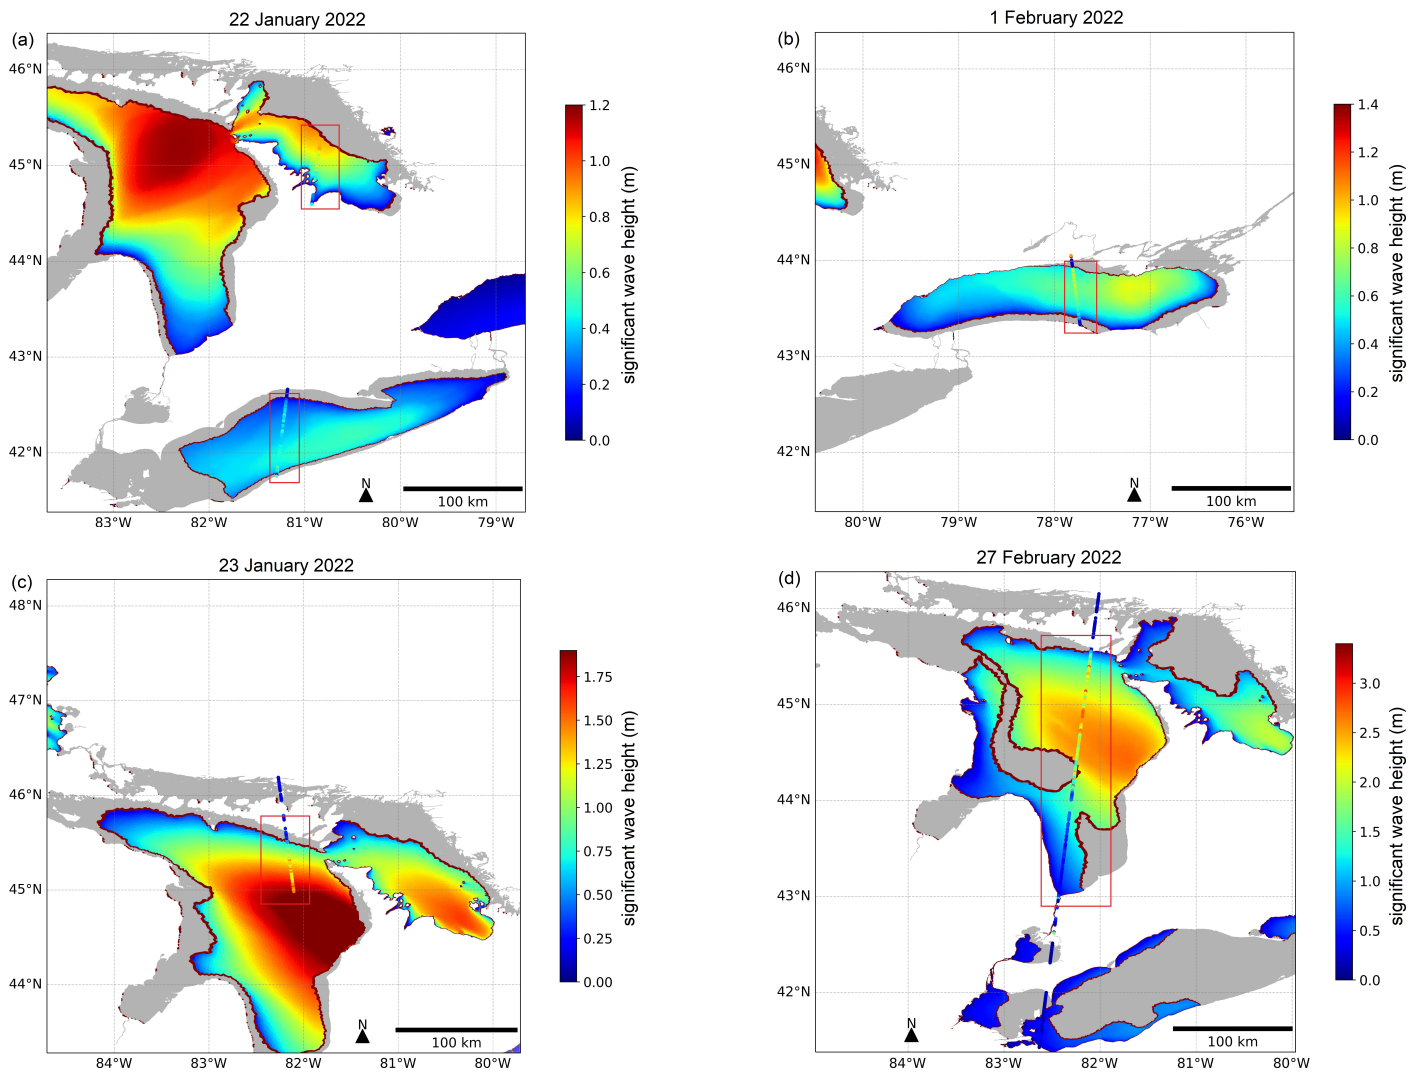 22 January 2022
(a)
46°N
45°N
44°N
43°N
42°N
83°W
82°W
81°W
80°W
79°W
N
100 km
1.2
1.0
0.8
0.6
0.4
0.2
0.0
significant wave height (m)
1 February 2022
(b)
46°N
45°N
44°N
43°N
42°N
80°W
79°W
78°W
77°W
76°W
N
100 km
1.4
1.2
1.0
0.8
0.6
0.4
0.2
0.0
significant wave height (m)
23 January 2022
(c)
48°N
47°N
46°N
45°N
44°N
84°W
83°W
82°W
81°W
80°W
N
100 km
1.75
1.50
1.25
1.00
0.75
0.50
0.25
0.00
significant wave height (m)
27 February 2022
(d)
46°N
45°N
44°N
43°N
42°N
84°W
83°W
82°W
81°W
80°W
N
100 km
3.0
2.5
2.0
1.5
1.0
0.5
0.0
significant wave height (m)